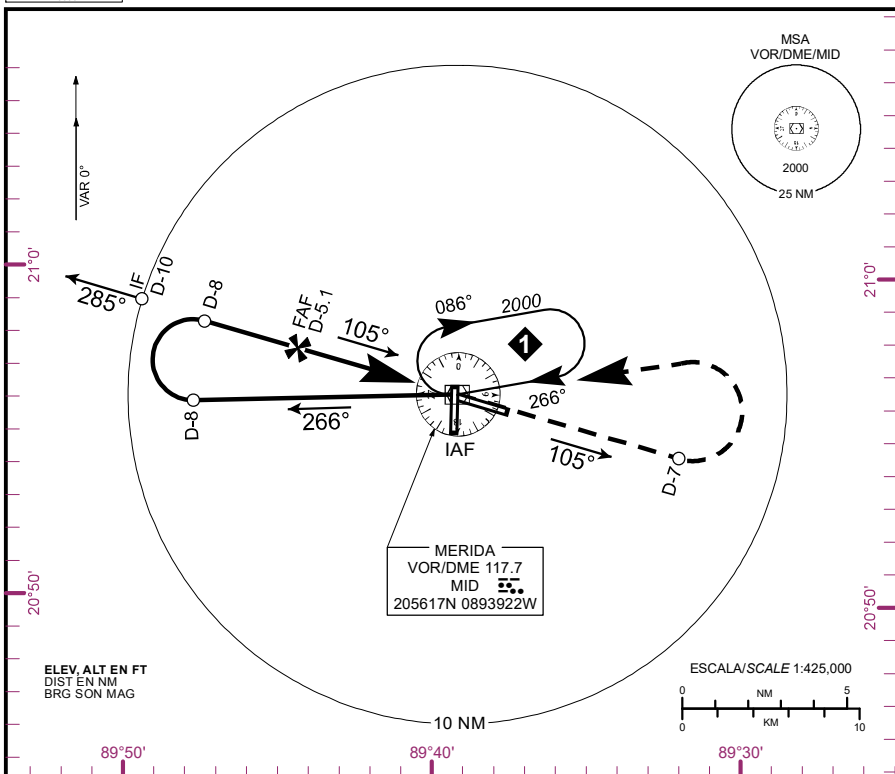 MSA
VOR/DME/MID
2000
25 NM
VAR 0°
21°0'
21°0'
IF
D-10
285°
D-8
FAF
D-5.1
105°
086°
2000
1
266°
D-8
266°
IAF
105°
D-7
MERIDA
VOR/DME 117.7
MID
205617N 0893922W
20°50'
20°50'
ELEV, ALT EN FT
DIST EN NM
BRG SON MAG
ESCALA/SCALE 1:425,000
0 NM 5
0 KM 10
10 NM
89°50' 89°40' 89°30'